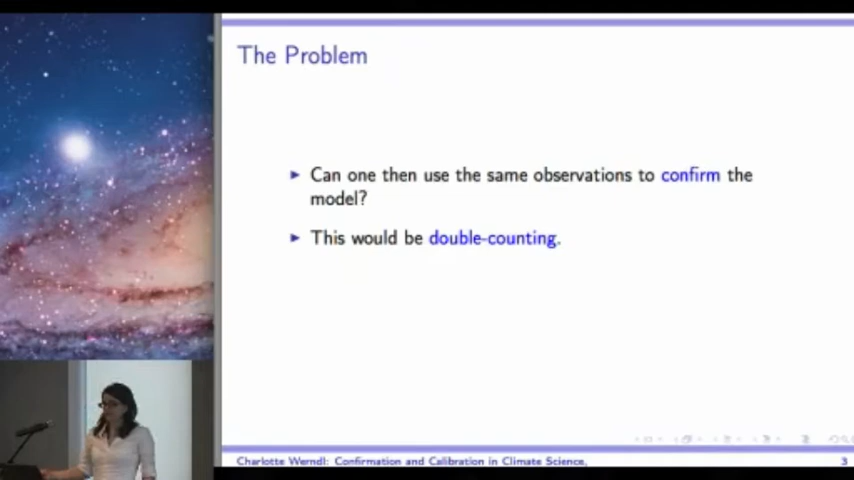 The Problem
► Can one then use the same observations to confirm the
model?
► This would be double-counting.
Charlotte Werndl: Confirmation and Calibration in Climate Science,
3